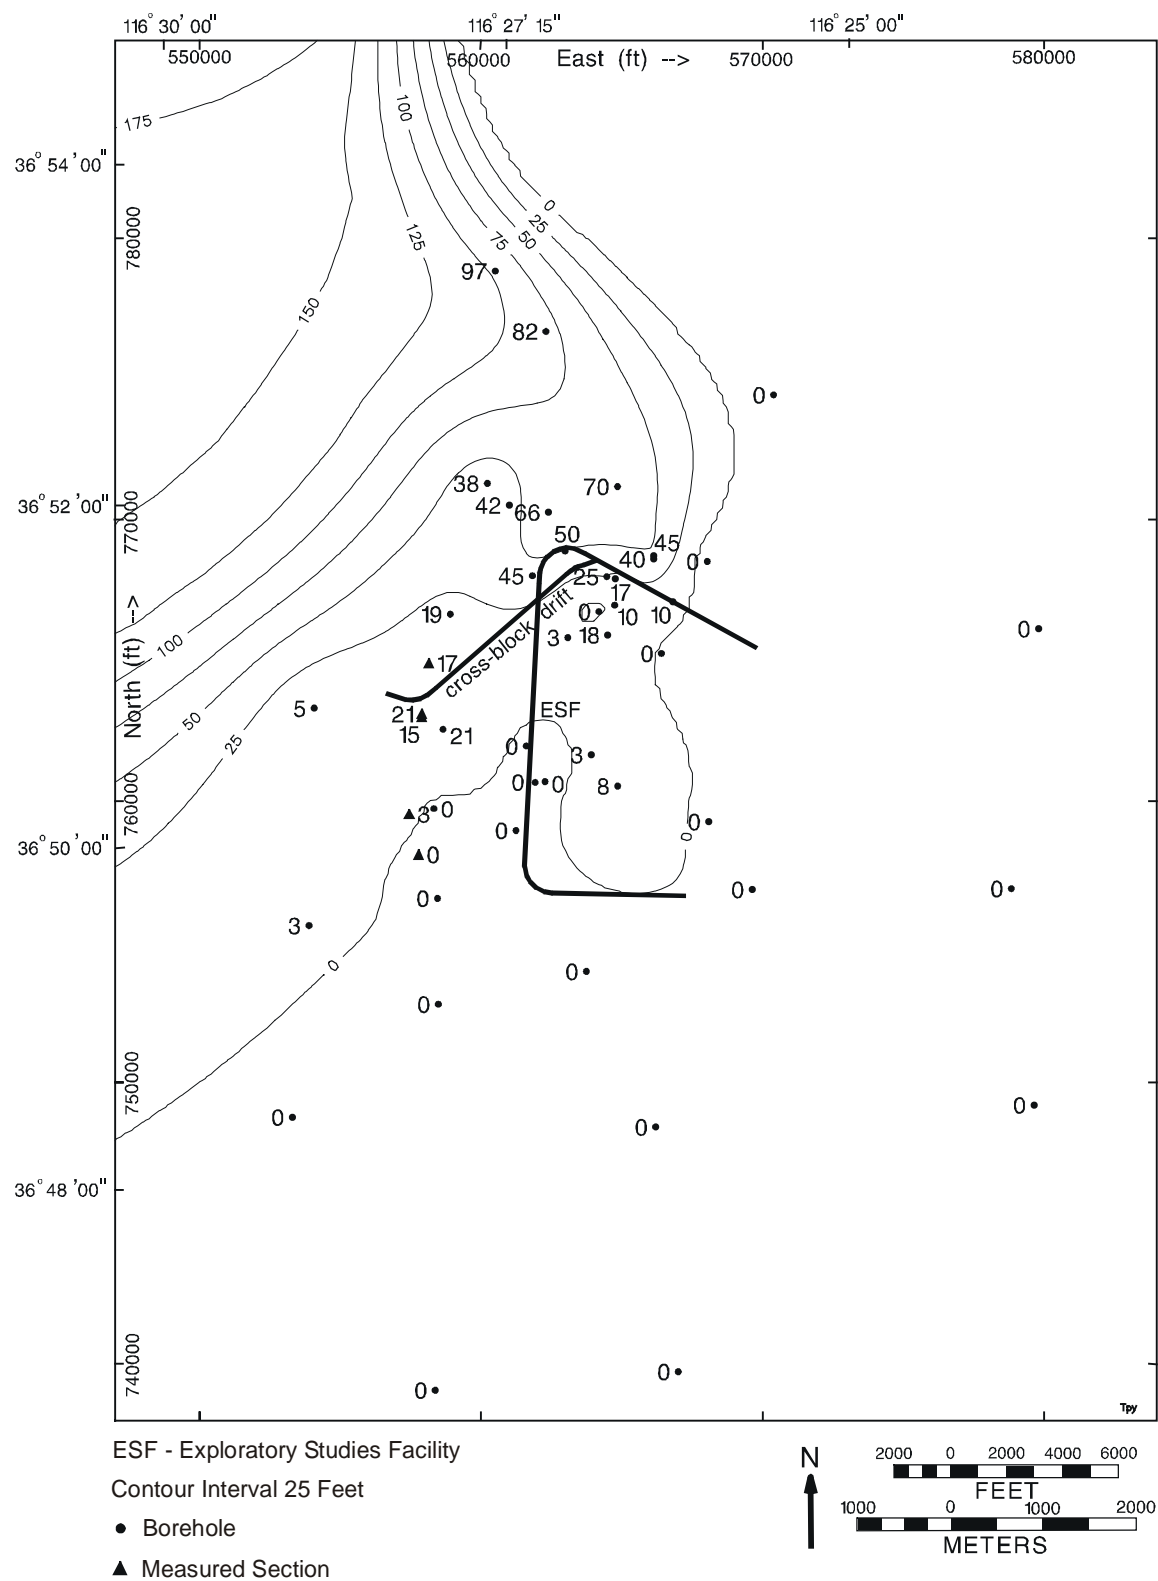 116° 30' 00" 116° 27' 15" 116° 25' 00"
550000 560000 East (ft) --> 570000 580000
100
175
36° 54' 00"
0
25
780000 125 75 50
97
150
82
0
38 70
42 66
36° 52' 00"
770000
50
45
40 0
45 25
17
19 drift 0 10 10
0
3 18
cross-block
17 0
100
North (ft) -->
5 21 ESF
50
15 21
25
0 3
0 0 8
760000
3 0
0 0
0
36° 50' 00"
0
0 0 0
3
0
0
0
750000
0 0
0
36° 48' 00"
740000
0
0
Tpy
ESF - Exploratory Studies Facility
Contour Interval 25 Feet
Borehole
Measured Section
N
2000 0 2000 4000 6000
FEET
1000 0 1000 2000
METERS